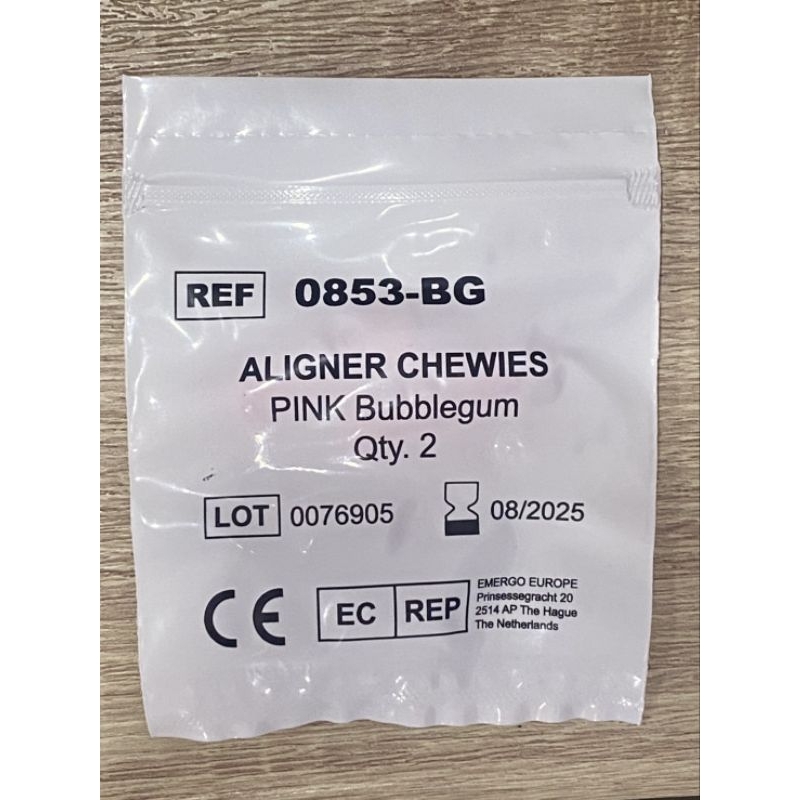 REF 0853-BG
ALIGNER CHEWIES
PINK Bubblegum
Qty. 2
LOT 0076905 08/2025
CE EC REP
EMERGO EUROPE
Prinsessegracht 20
2514 AP The Hague
The Netherlands